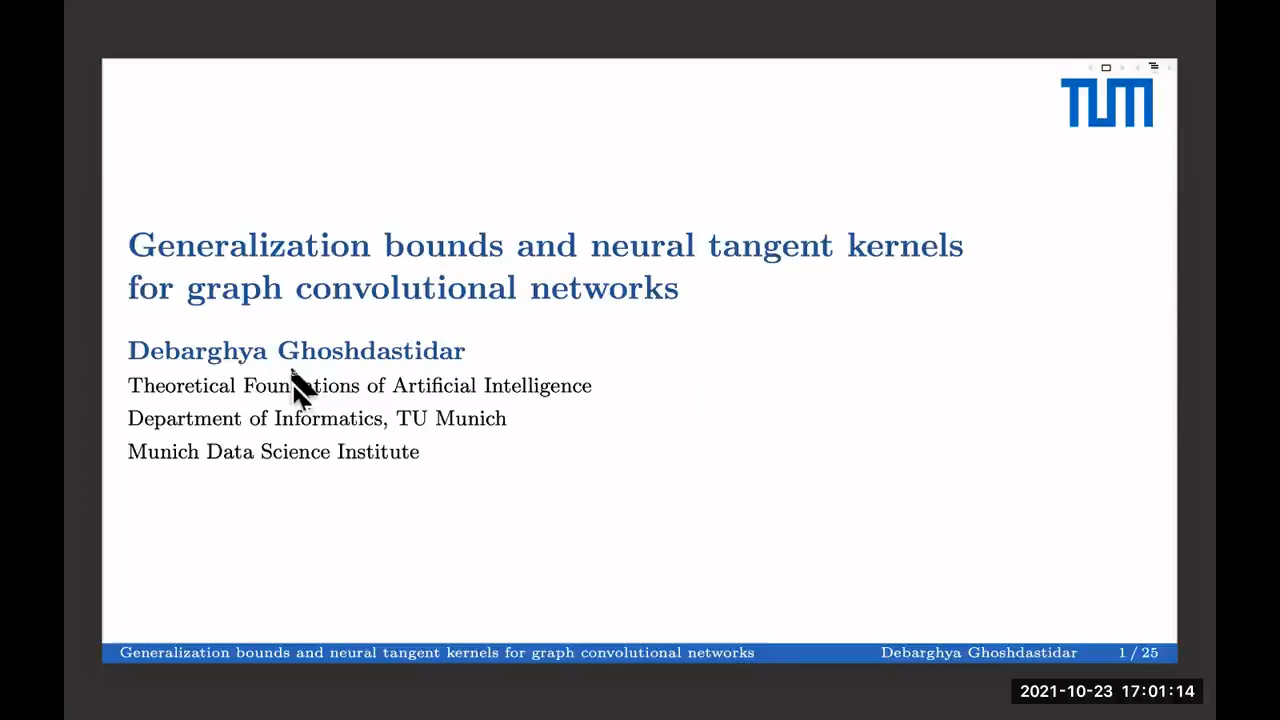 TUM
Generalization bounds and neural tangent kernels
for graph convolutional networks
Debarghya Ghoshdastidar
Theoretical Foundations of Artificial Intelligence
Department of Informatics, TU Munich
Munich Data Science Institute
Generalization bounds and neural tangent kernels for graph convolutional networks Debarghya Ghoshdastidar 1 / 25
2021-10-23 17:01:14